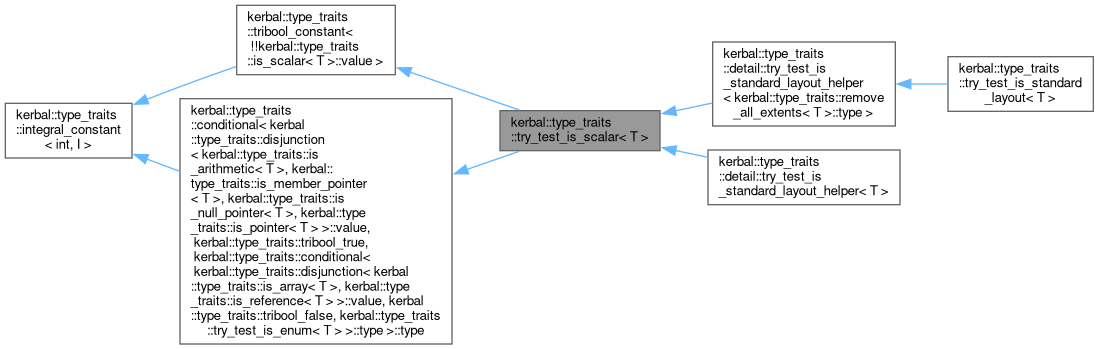 kerbal::type_traits
::integral_constant
< int, I >
kerbal::type_traits
::tribool_constant<
!!kerbal::type_traits
::is_scalar< T >::value >
kerbal::type_traits
::conditional< kerbal
::type_traits::disjunction
< kerbal::type_traits::is
_arithmetic< T >, kerbal::
type_traits::is_member_pointer
< T >, kerbal::type_traits::is
_null_pointer< T >, kerbal::type
_traits::is_pointer< T > >::value,
kerbal::type_traits::tribool_true,
kerbal::type_traits::conditional<
kerbal::type_traits::disjunction< kerbal
::type_traits::is_array< T >, kerbal::type
_traits::is_reference< T > >::value, kerbal
::type_traits::tribool_false, kerbal::type_traits
::try_test_is_enum< T > >::type >::type
kerbal::type_traits
::try_test_is_scalar< T >
kerbal::type_traits
::detail::try_test_is
_standard_layout_helper
< kerbal::type_traits::remove
_all_extents< T >::type >
kerbal::type_traits
::detail::try_test_is
_standard_layout_helper< T >
kerbal::type_traits
::try_test_is_standard
_layout< T >